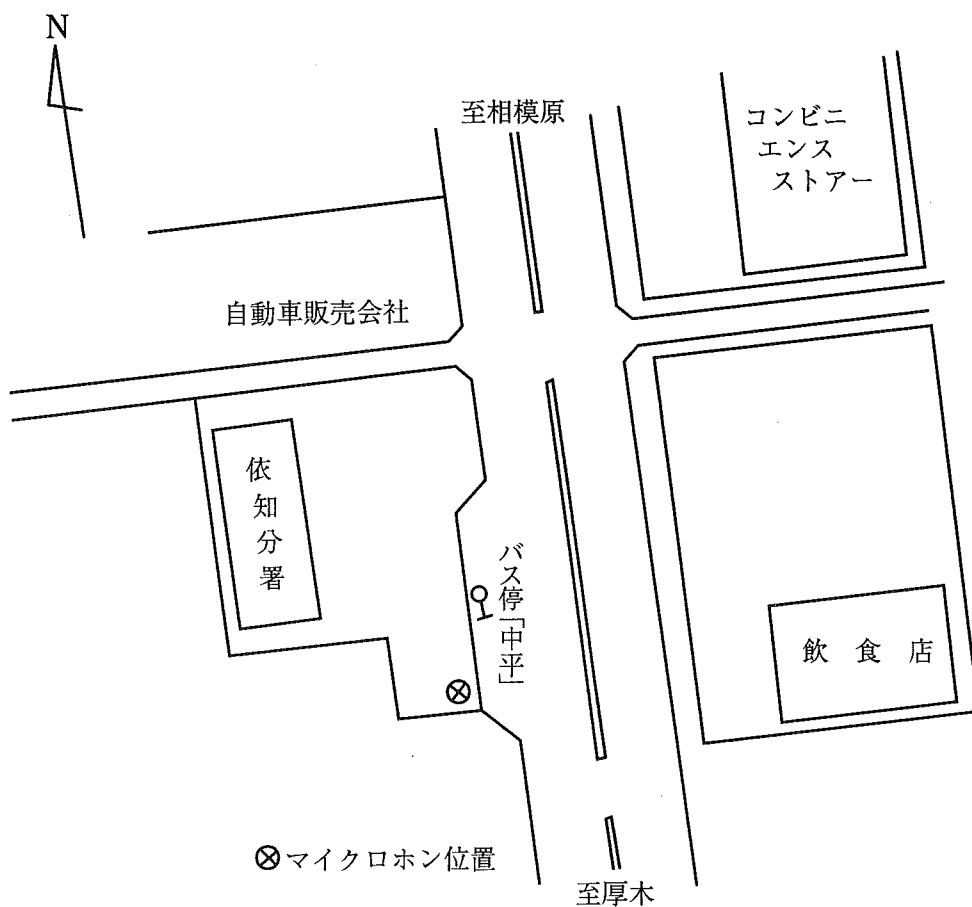 N
至相模原
コンビニ
エンス
ストアー
自動車販売会社
依知分署
バス停「中平」
飲食店
マイクロホン位置
至厚木